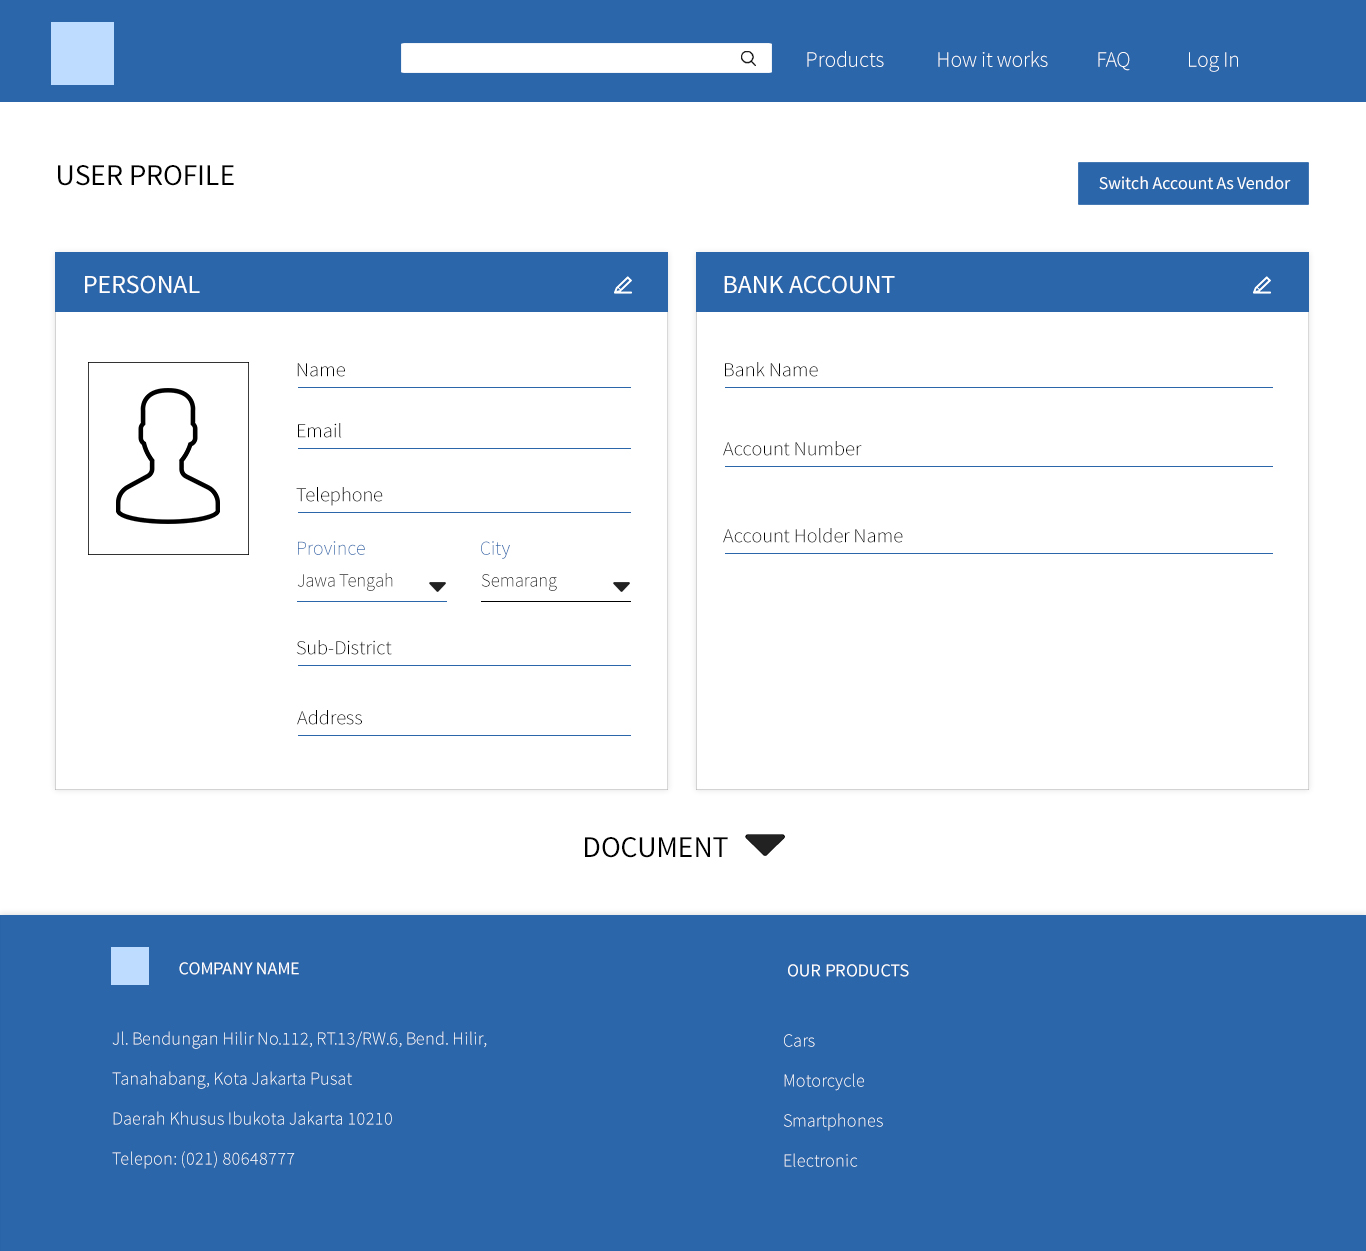 Products
How it works
FAQ
Log In
USER PROFILE
Switch Account As Vendor
PERSONAL
Name
Email
Telephone
Province
City
Jawa Tengah
Semarang
Sub-District
Address
BANK ACCOUNT
Bank Name
Account Number
Account Holder Name
DOCUMENT
COMPANY NAME
Jl. Bendungan Hilir No.112, RT.13/RW.6, Bend. Hilir,
Tanahabang, Kota Jakarta Pusat
Daerah Khusus Ibukota Jakarta 10210
Telepon: (021) 80648777
OUR PRODUCTS
Cars
Motorcycle
Smartphones
Electronic